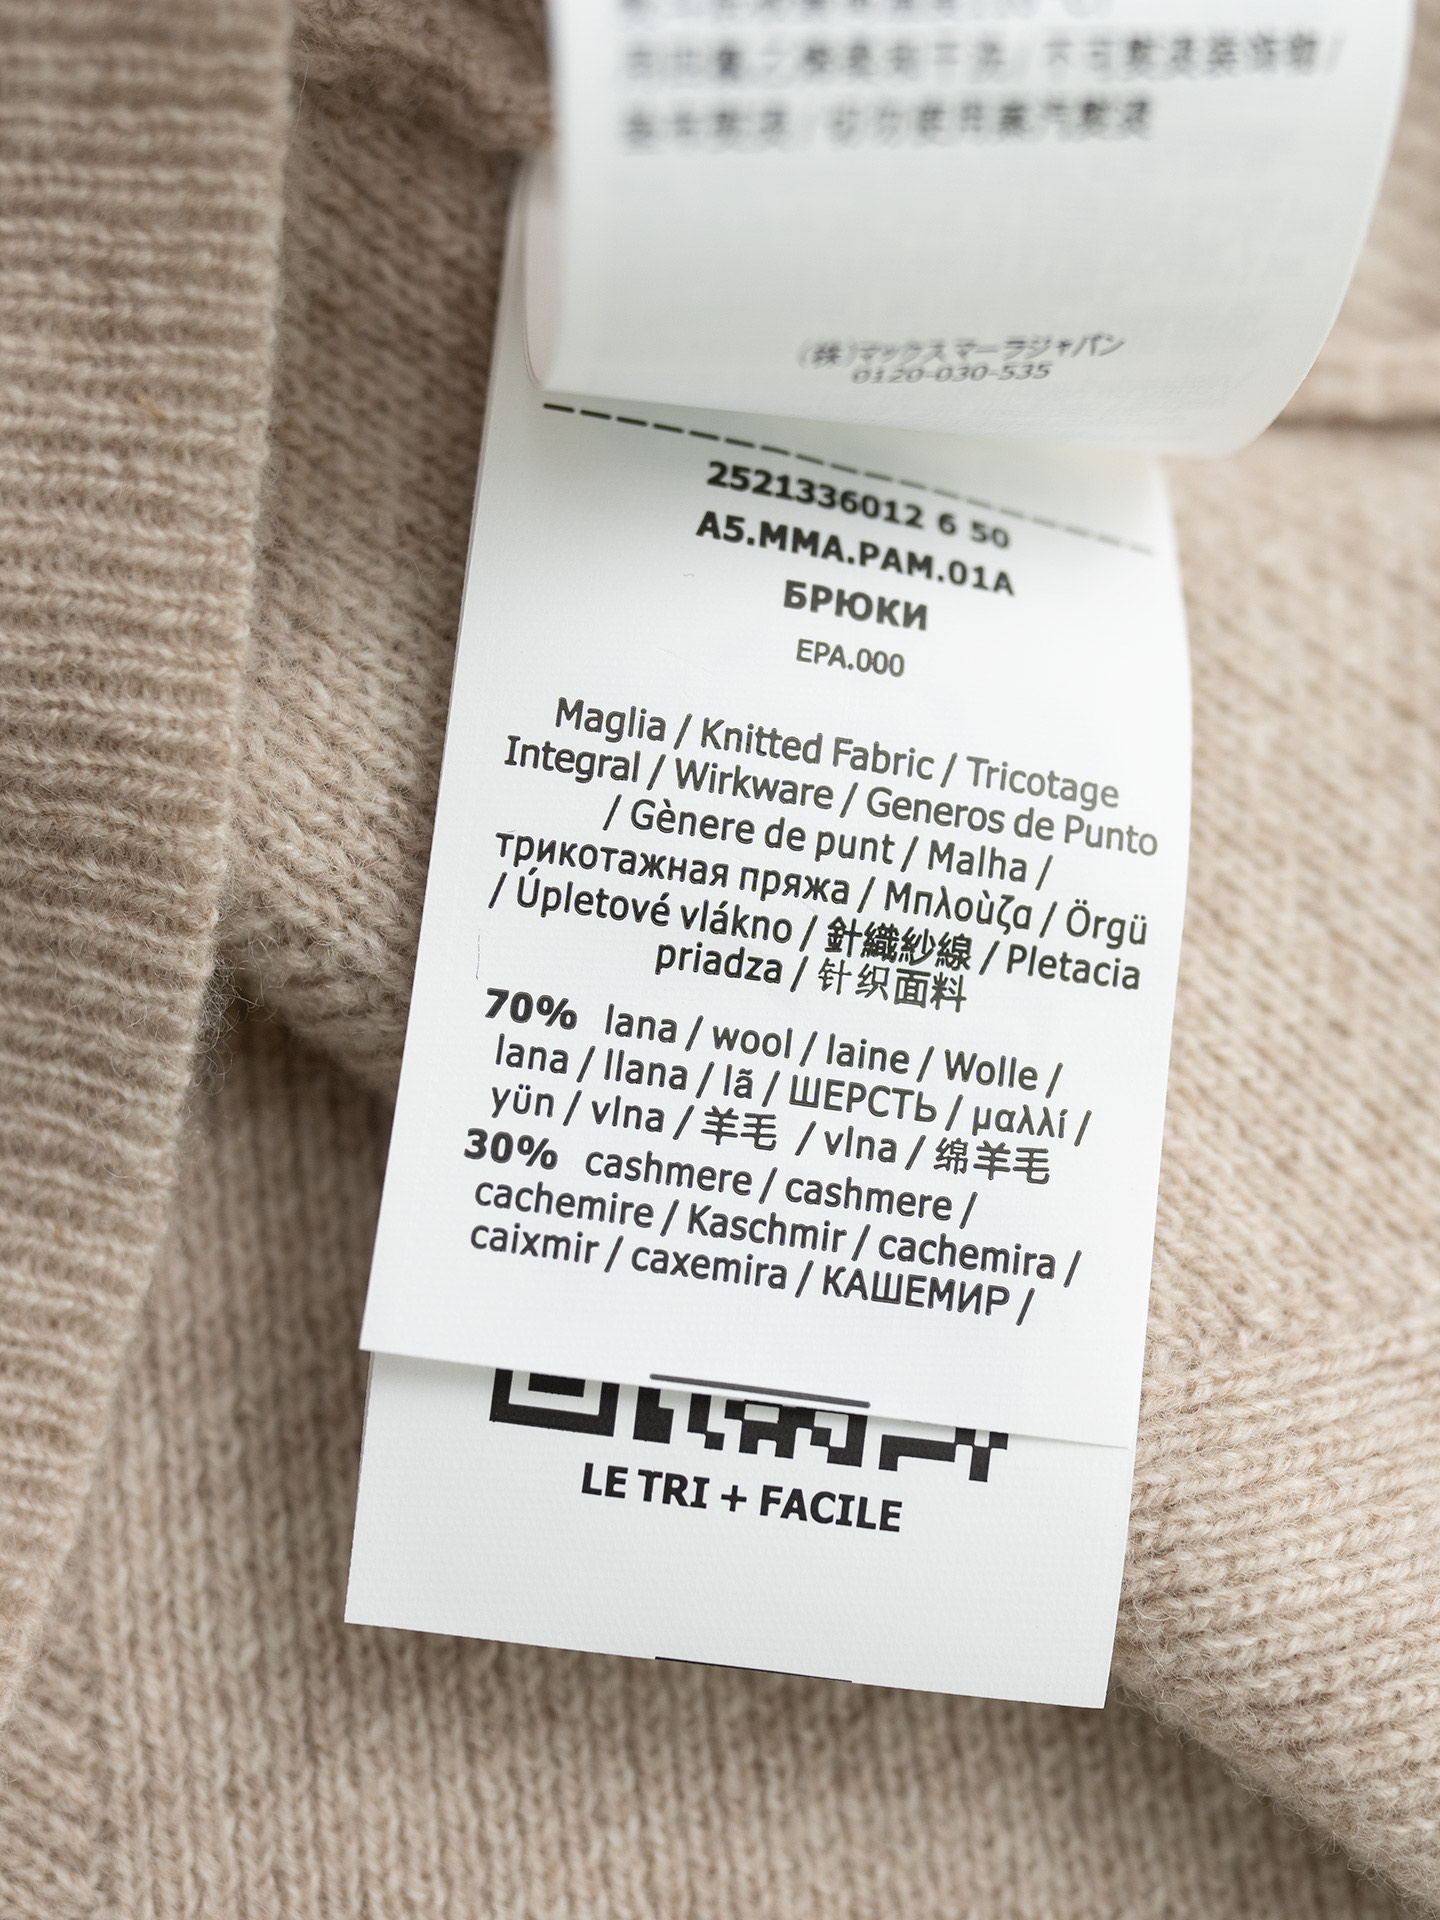 (株)マックスマーラジャパン
0120-030-535
2521336012 6 50
A5.MMA.PAM.01A
БРЮКИ
EPA.000
Maglia / Knitted Fabric / Tricotage
Integral / Wirkware / Generos de Punto
/ Gènere de punt / Malha /
трикотажная пряжа / Μπλοùζα / Örgü
/ Úpletové vlákno / 針織紗線 / Pletacia
priadza / 针织面料
70% lana / wool / laine / Wolle /
lana / llana / lã / ШЕРСТЬ / μαλλί /
yün / vlna / 羊毛 / vlna / 绵羊毛
30% cashmere / cashmere /
cachemire / Kaschmir / cachemira /
caixmir / caxemira / КАШЕМИР /
LE TRI + FACILE